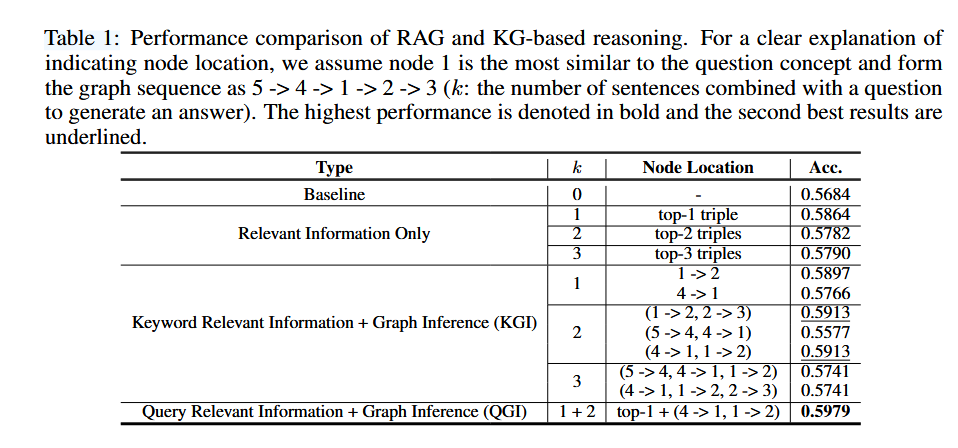 Table 1: Performance comparison of RAG and KG-based reasoning. For a clear explanation of
indicating node location, we assume node 1 is the most similar to the question concept and form
the graph sequence as 5 -> 4 -> 1 -> 2 -> 3 (k: the number of sentences combined with a question
to generate an answer). The highest performance is denoted in bold and the second best results are
underlined.
Type k Node Location Acc.
Baseline 0 - 0.5684
Relevant Information Only
1 top-1 triple 0.5864
2 top-2 triples 0.5782
3 top-3 triples 0.5790
Keyword Relevant Information + Graph Inference (KGI)
1
1 -> 2 0.5897
4 -> 1 0.5766
2
(1 -> 2, 2 -> 3) 0.5913
(5 -> 4, 4 -> 1) 0.5577
(4 -> 1, 1 -> 2) 0.5913
3
(5 -> 4, 4 -> 1, 1 -> 2) 0.5741
(4 -> 1, 1 -> 2, 2 -> 3) 0.5741
Query Relevant Information + Graph Inference (QGI) 1 + 2 top-1 + (4 -> 1, 1 -> 2) 0.5979